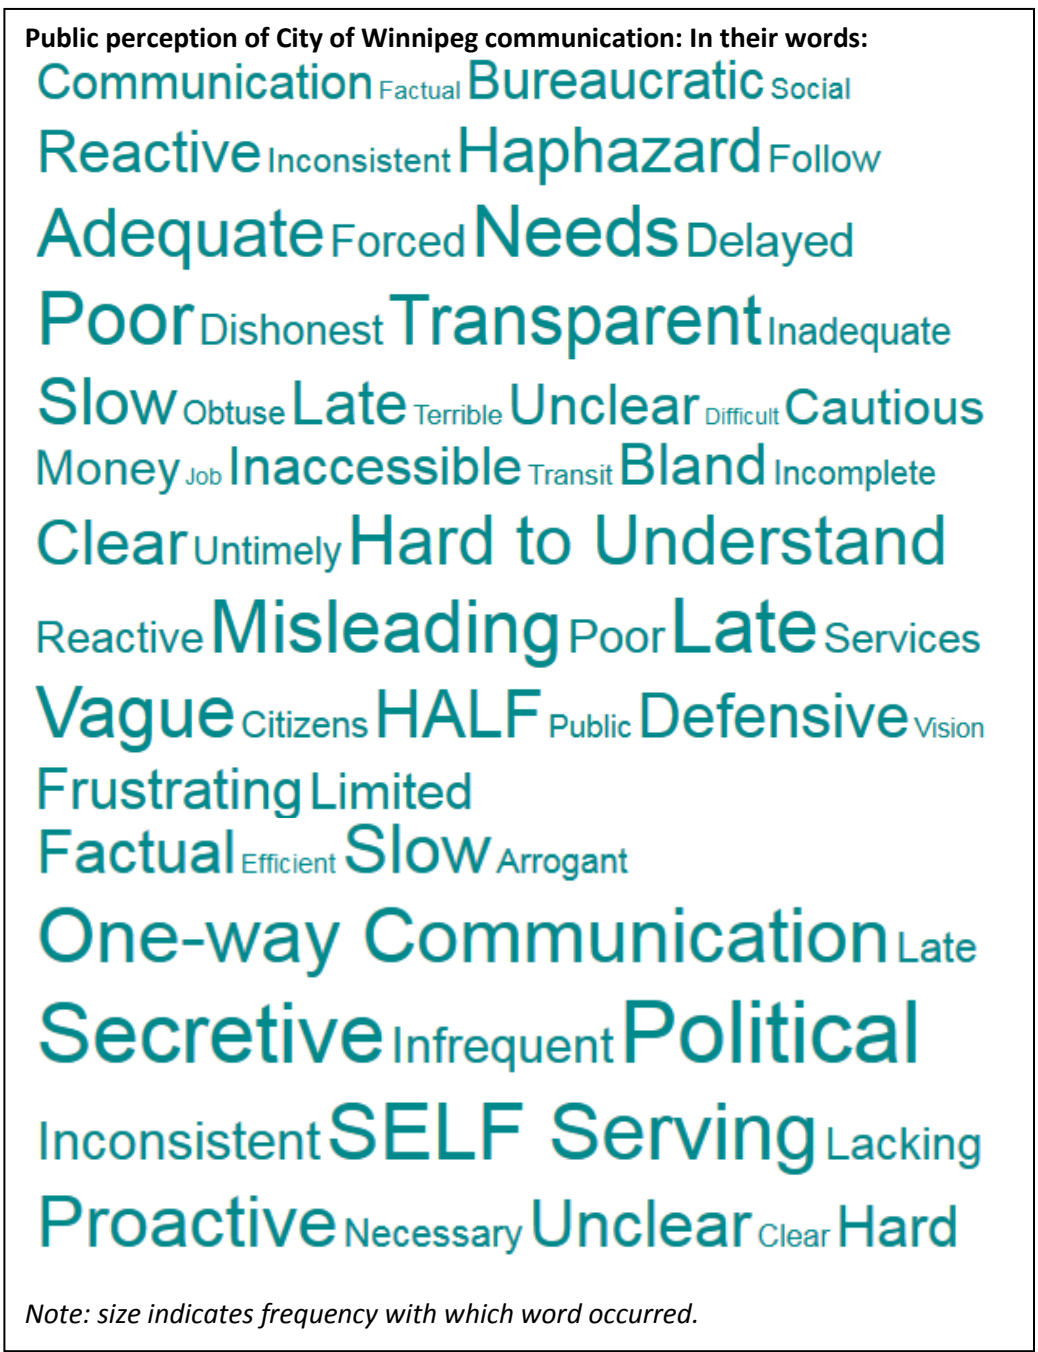 Public perception of City of Winnipeg communication: In their words:
Communication Factual Bureaucratic Social
Reactive Inconsistent Haphazard Follow
Adequate Forced Needs Delayed
Poor Dishonest Transparent Inadequate
Slow Obtuse Late Terrible Unclear Difficult Cautious
Money Job Inaccessible Transit Bland Incomplete
Clear Untimely Hard to Understand
Reactive Misleading Poor Late Services
Vague Citizens HALF Public Defensive Vision
Frustrating Limited
Factual Efficient Slow Arrogant
One-way Communication Late
Secretive Infrequent Political
Inconsistent SELF Serving Lacking
Proactive Necessary Unclear Clear Hard
Note: size indicates frequency with which word occurred.